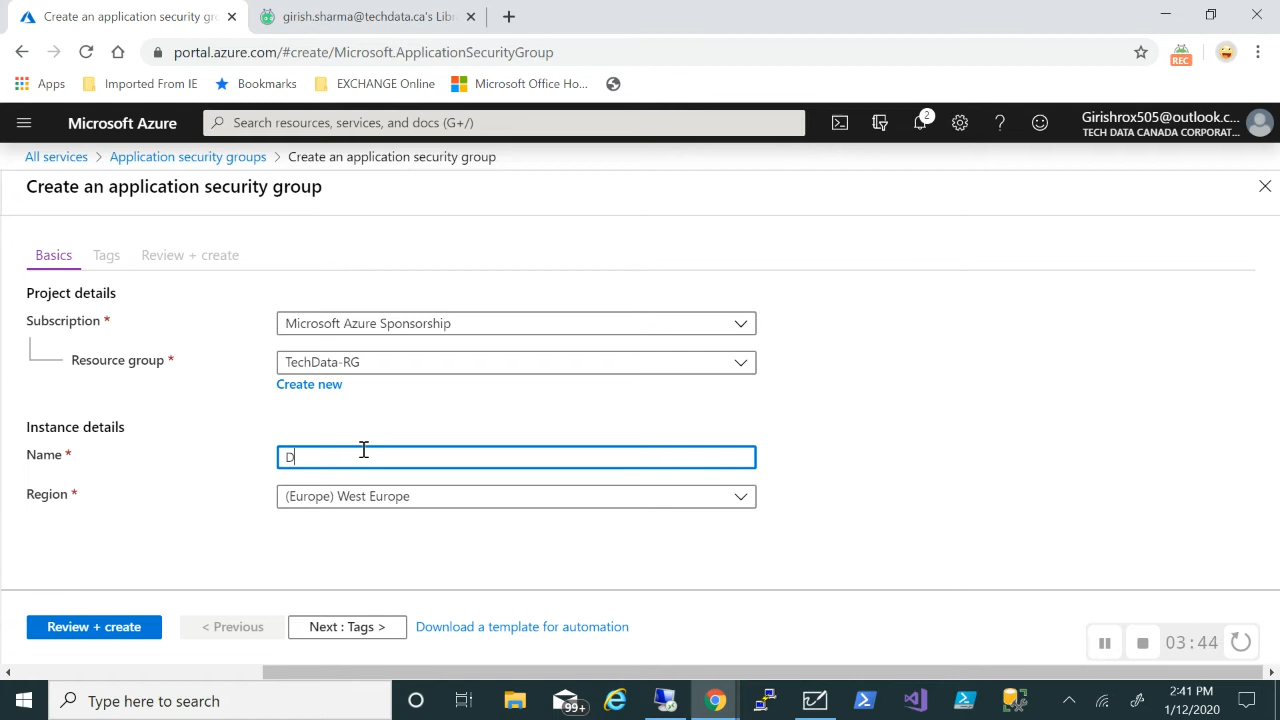 Create an application security gr
girish.sharma@techdata.ca's Libra
portal.azure.com/#create/Microsoft.ApplicationSecurityGroup
REC
Apps
Imported From IE
Bookmarks
EXCHANGE Online
Microsoft Office Ho...
Microsoft Azure
Search resources, services, and docs (G+/)
2
Girishrox505@outlook.c...
TECH DATA CANADA CORPORAT...
All services > Application security groups > Create an application security group
Create an application security group
Basics
Tags
Review + create
Project details
Subscription *
Microsoft Azure Sponsorship
Resource group *
TechData-RG
Create new
Instance details
Name *
D
Region *
(Europe) West Europe
Review + create
< Previous
Next : Tags >
Download a template for automation
03:44
Type here to search
99+
2:41 PM
1/12/2020